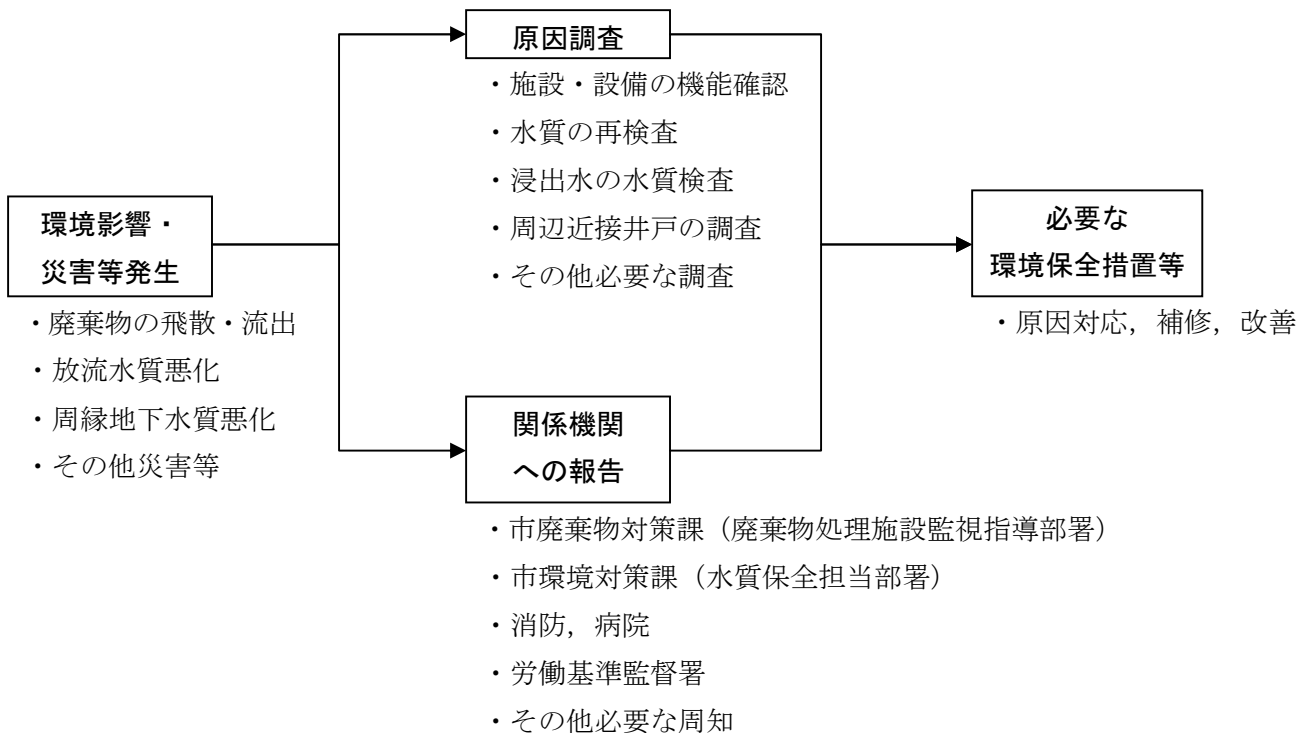 環境影響・
災害等発生
・廃棄物の飛散・流出
・放流水質悪化
・周縁地下水質悪化
・その他災害等
原因調査
・施設・設備の機能確認
・水質の再検査
・浸出水の水質検査
・周辺近接井戸の調査
・その他必要な調査
関係機関
への報告
・市廃棄物対策課（廃棄物処理施設監視指導部署）
・市環境対策課（水質保全担当部署）
・消防，病院
・労働基準監督署
・その他必要な周知
必要な
環境保全措置等
・原因対応，補修，改善